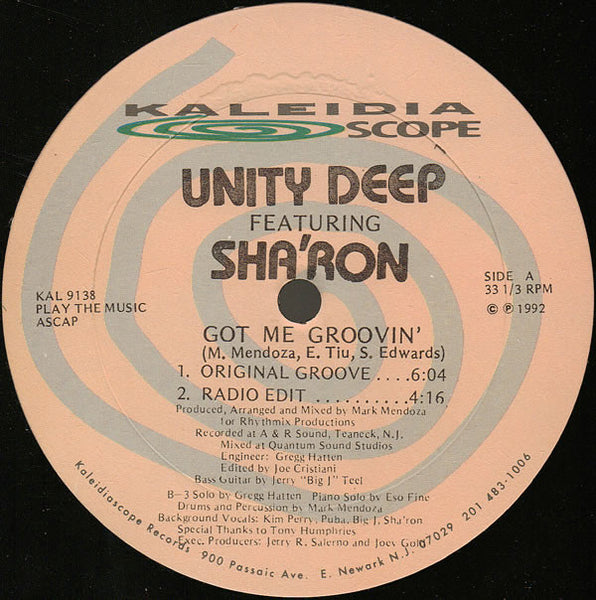 KALEIDIA
SCOPE
UNITY DEEP
FEATURING
SHA'RON
KAL 9138
PLAY THE MUSIC
ASCAP
SIDE A
33 1/3 RPM
© ℗ 1992
GOT ME GROOVIN'
(M. Mendoza, E. Tiu, S. Edwards)
1. ORIGINAL GROOVE ....6:04
2. RADIO EDIT ..........4:16
Produced, Arranged and Mixed by Mark Mendoza
for Rhythmix Productions
Recorded at A & R Sound, Teaneck, N.J.
Mixed at Quantum Sound Studios
Engineer: Gregg Hatten
Edited by Joe Cristiani
Bass Guitar by Jerry "Big J" Teel
B-3 Solo by Gregg Hatten Piano Solo by Eso Fine
Drums and Percussion by Mark Mendoza
Background Vocals: Kim Perry, Puba, Big J, Sha'ron
Special Thanks to Tony Humphries
Exec. Producers: Jerry R. Salerno and Joey Gold
Kaleidioscope Records 900 Passaic Ave. E. Newark N.J. 07029 201 483-1006